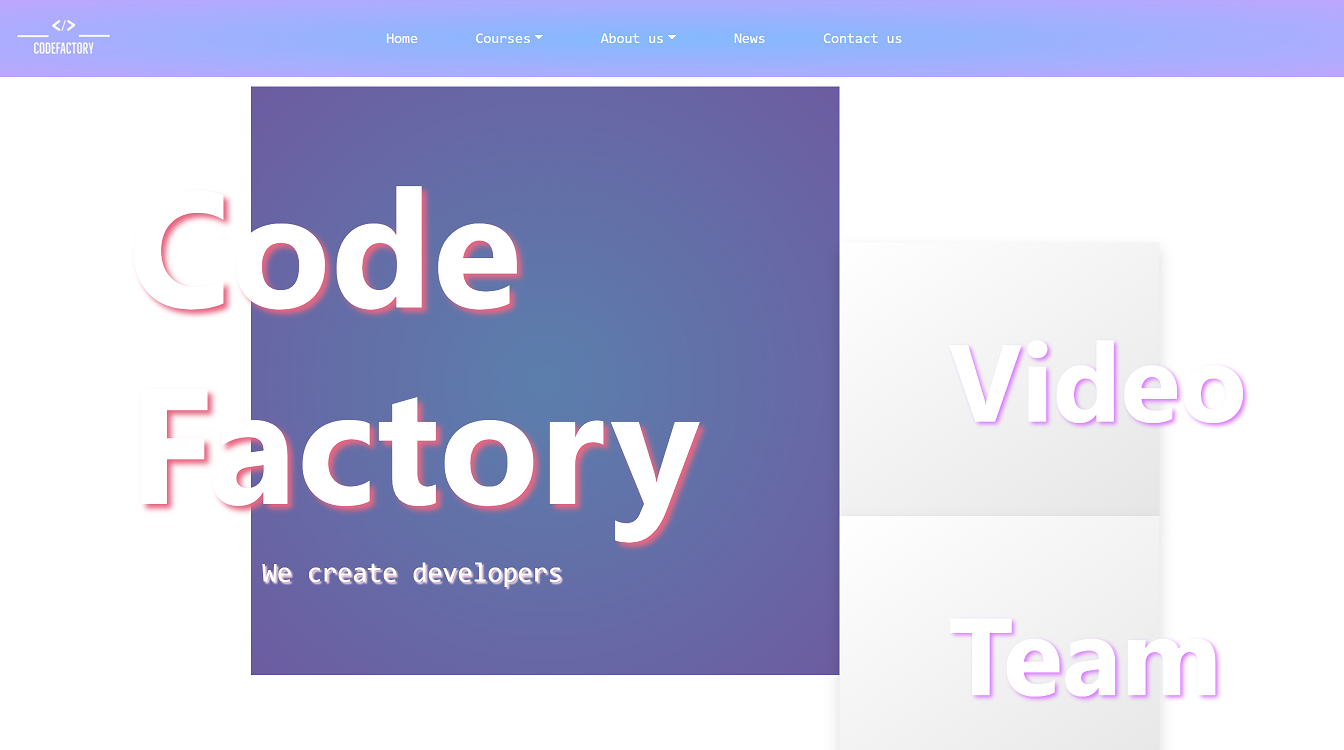 </>
CODEFACTORY
Home
Courses
About us
News
Contact us
Code
Factory
We create developers
Video
Team